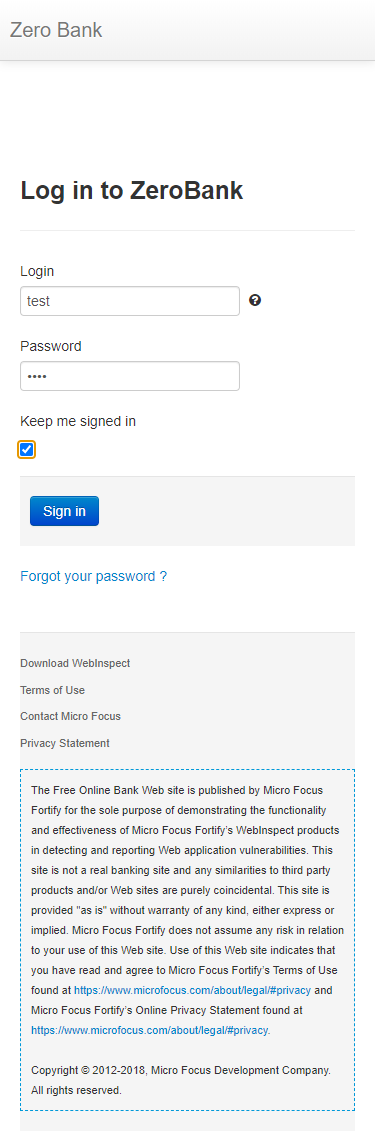 Zero Bank
Log in to ZeroBank
Login
test
Password
••••
Keep me signed in
Sign in
Forgot your password ?
Download WebInspect
Terms of Use
Contact Micro Focus
Privacy Statement
The Free Online Bank Web site is published by Micro Focus
Fortify for the sole purpose of demonstrating the functionality
and effectiveness of Micro Focus Fortify's WebInspect products
in detecting and reporting Web application vulnerabilities. This
site is not a real banking site and any similarities to third party
products and/or Web sites are purely coincidental. This site is
provided "as is" without warranty of any kind, either express or
implied. Micro Focus Fortify does not assume any risk in relation
to your use of this Web site. Use of this Web site indicates that
you have read and agree to Micro Focus Fortify's Terms of Use
found at https://www.microfocus.com/about/legal/#privacy and
Micro Focus Fortify's Online Privacy Statement found at
https://www.microfocus.com/about/legal/#privacy.
Copyright © 2012-2018, Micro Focus Development Company.
All rights reserved.